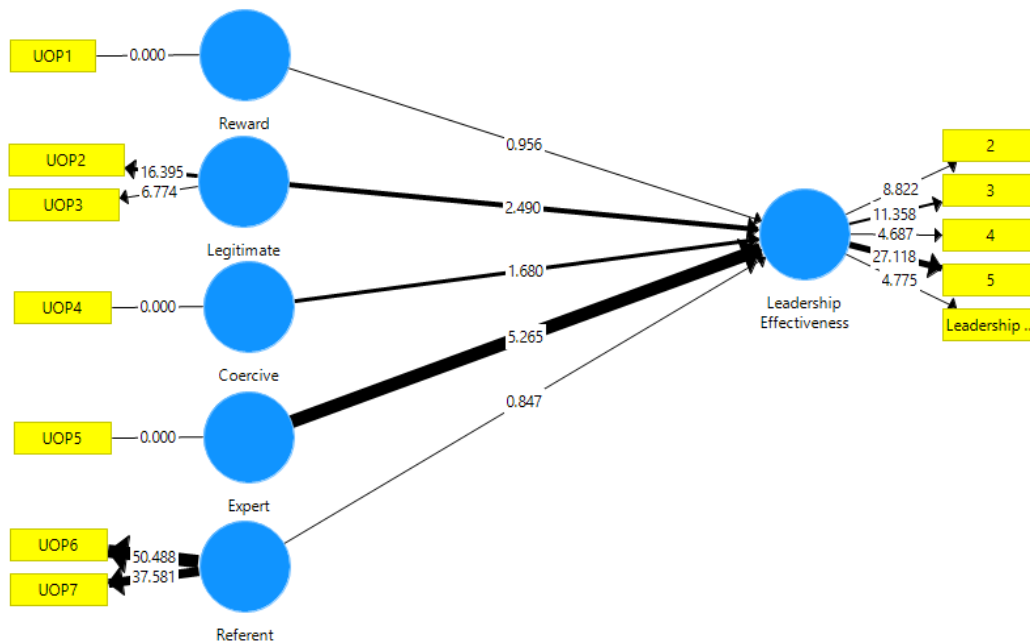 UOP1
0.000
Reward
0.956
UOP2
16.395
UOP3
6.774
Legitimate
2.490
UOP4
0.000
Coercive
1.680
UOP5
0.000
Expert
5.265
UOP6
50.488
UOP7
37.581
Referent
0.847
Leadership
Effectiveness
8.822
2
11.358
3
4.687
4
27.118
5
4.775
Leadership ..